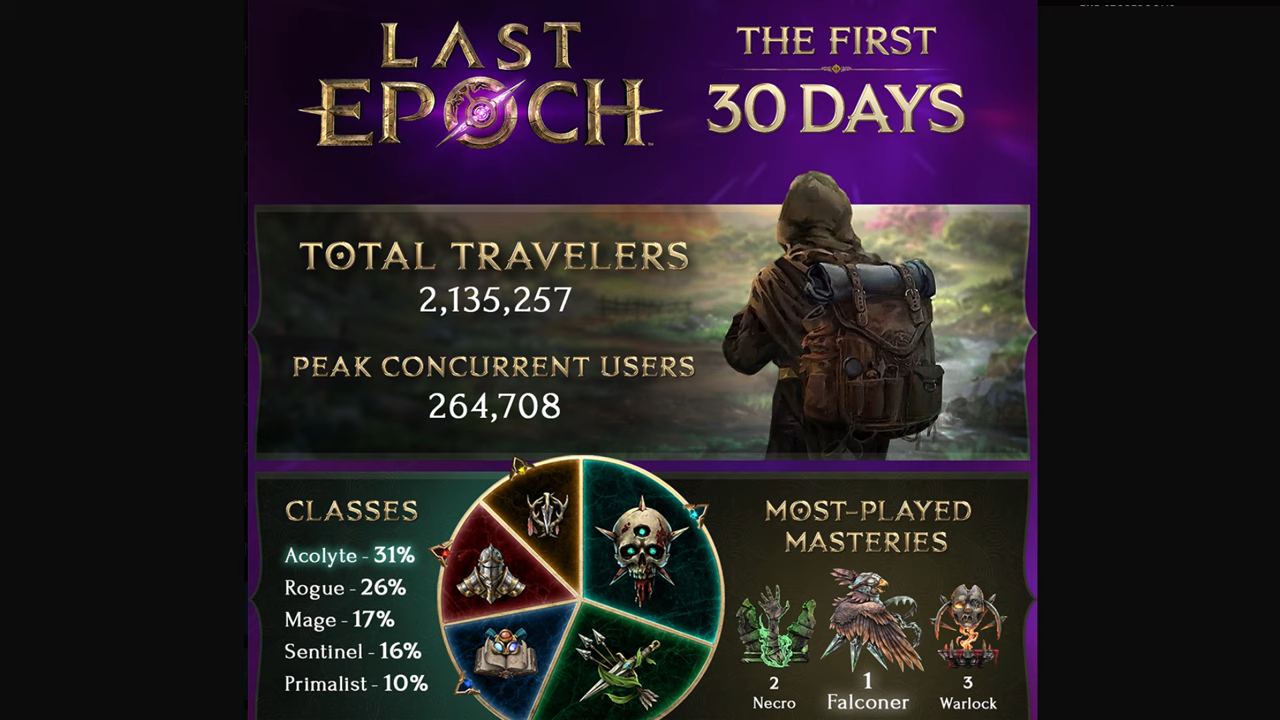 LAST
EPOCH
THE FIRST
30 DAYS
TOTAL TRAVELERS
2,135,257
PEAK CONCURRENT USERS
264,708
CLASSES
Acolyte - 31%
Rogue - 26%
Mage - 17%
Sentinel - 16%
Primalist - 10%
MOST-PLAYED
MASTERIES
2
Necro
1
Falconer
3
Warlock